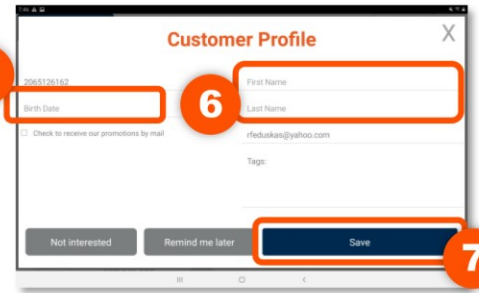 Customer Profile
X
2065126162
First Name
Birth Date
6
Last Name
Check to receive our promotions by mail
rfeduskas@yahoo.com
Tags:
Not interested
Remind me later
Save
7